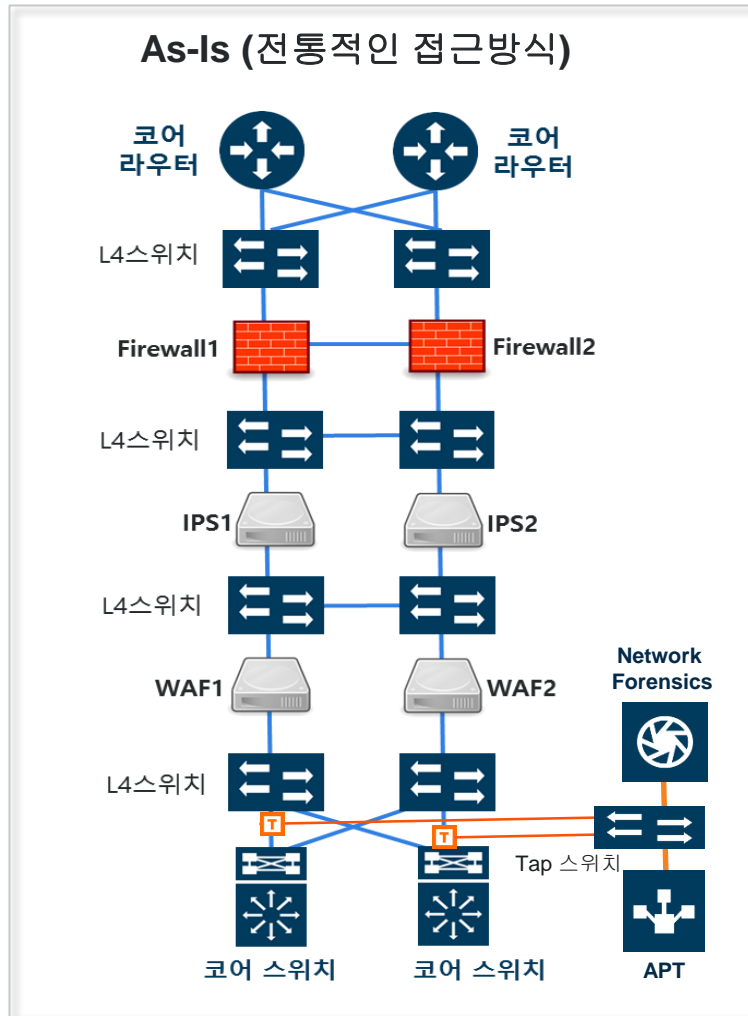 As-Is (전통적인 접근방식)
코어
라우터
코어
라우터
L4스위치
Firewall1
Firewall2
L4스위치
IPS1
IPS2
L4스위치
WAF1
WAF2
Network
Forensics
L4스위치
T
T
Tap 스위치
코어 스위치
코어 스위치
APT